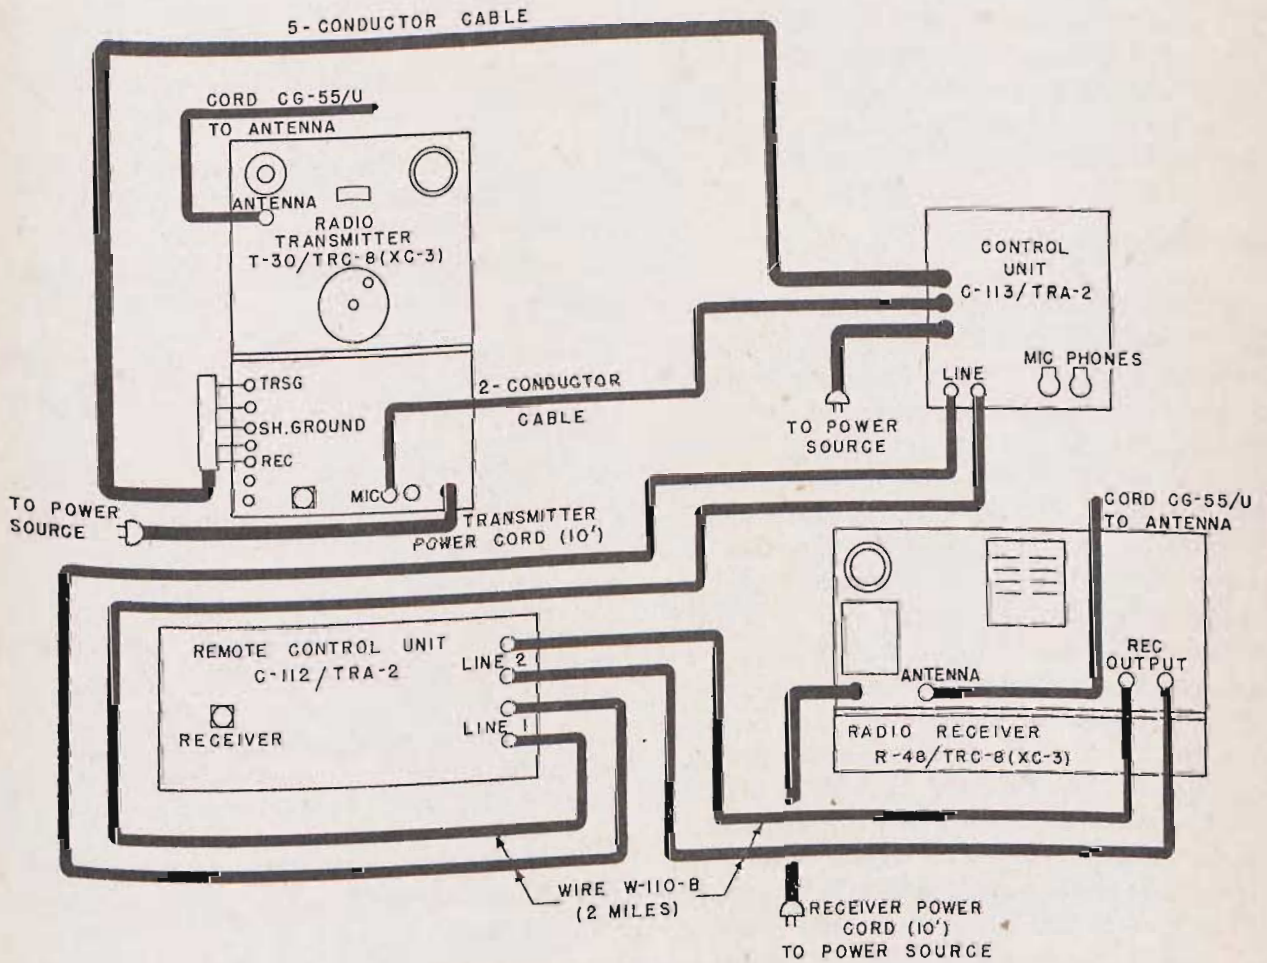 5-CONDUCTOR CABLE
CORD CG-55/U
TO ANTENNA
ANTENNA
RADIO
TRANSMITTER
T-30/TRC-8(XC-3)
CONTROL
UNIT
C-113/TRA-2
MIC PHONES
LINE
TRSG
SH.GROUND
REC
MIC
2-CONDUCTOR
CABLE
TO POWER
SOURCE
TO POWER
SOURCE
TRANSMITTER
POWER CORD (10')
CORD CG-55/U
TO ANTENNA
REMOTE CONTROL UNIT
C-112/TRA-2
LINE 2
LINE 1
RECEIVER
REC
OUTPUT
ANTENNA
RADIO RECEIVER
R-48/TRC-8(XC-3)
WIRE W-110-B
(2 MILES)
RECEIVER POWER
CORD (10')
TO POWER SOURCE